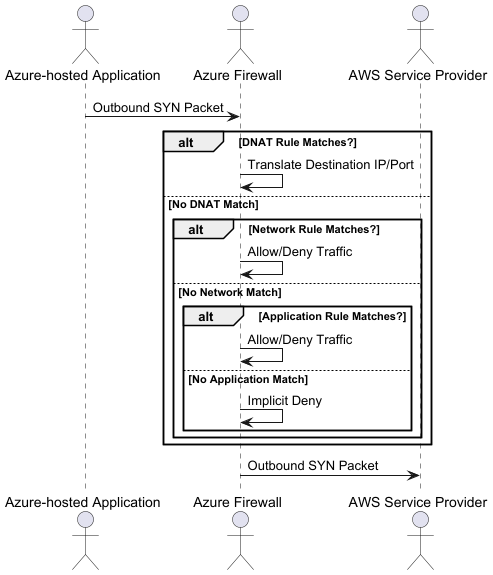 Azure-hosted Application
Azure Firewall
AWS Service Provider
Outbound SYN Packet
alt
[DNAT Rule Matches?]
Translate Destination IP/Port
[No DNAT Match]
alt
[Network Rule Matches?]
Allow/Deny Traffic
[No Network Match]
alt
[Application Rule Matches?]
Allow/Deny Traffic
[No Application Match]
Implicit Deny
Outbound SYN Packet
Azure-hosted Application
Azure Firewall
AWS Service Provider